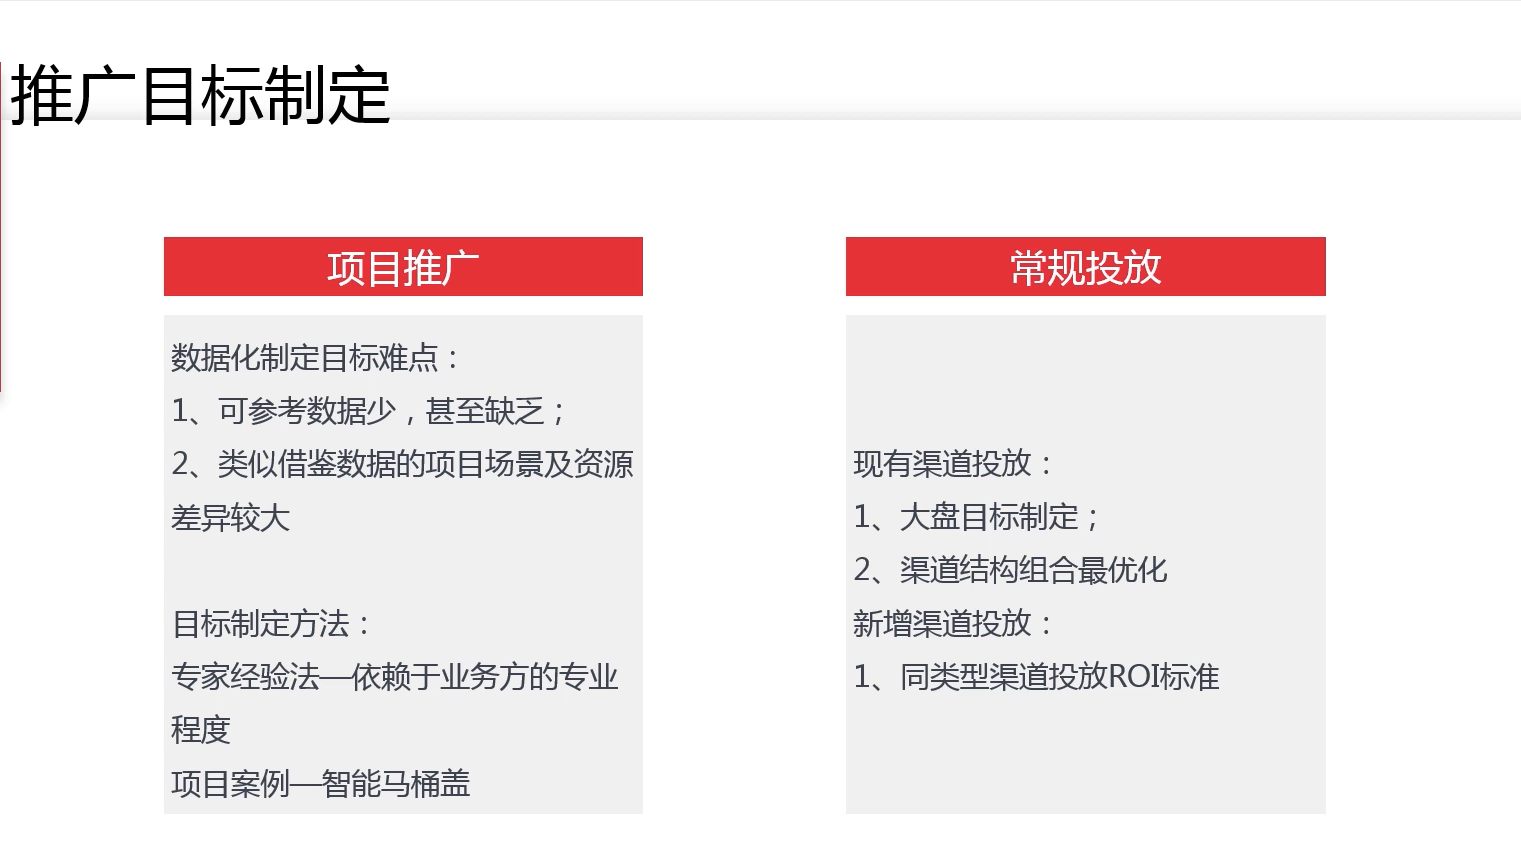 推广目标制定
项目推广
数据化制定目标难点：
1、可参考数据少，甚至缺乏；
2、类似借鉴数据的项目场景及资源
差异较大
目标制定方法：
专家经验法—依赖于业务方的专业
程度
项目案例—智能马桶盖
常规投放
现有渠道投放：
1、大盘目标制定；
2、渠道结构组合最优化
新增渠道投放：
1、同类型渠道投放ROI标准